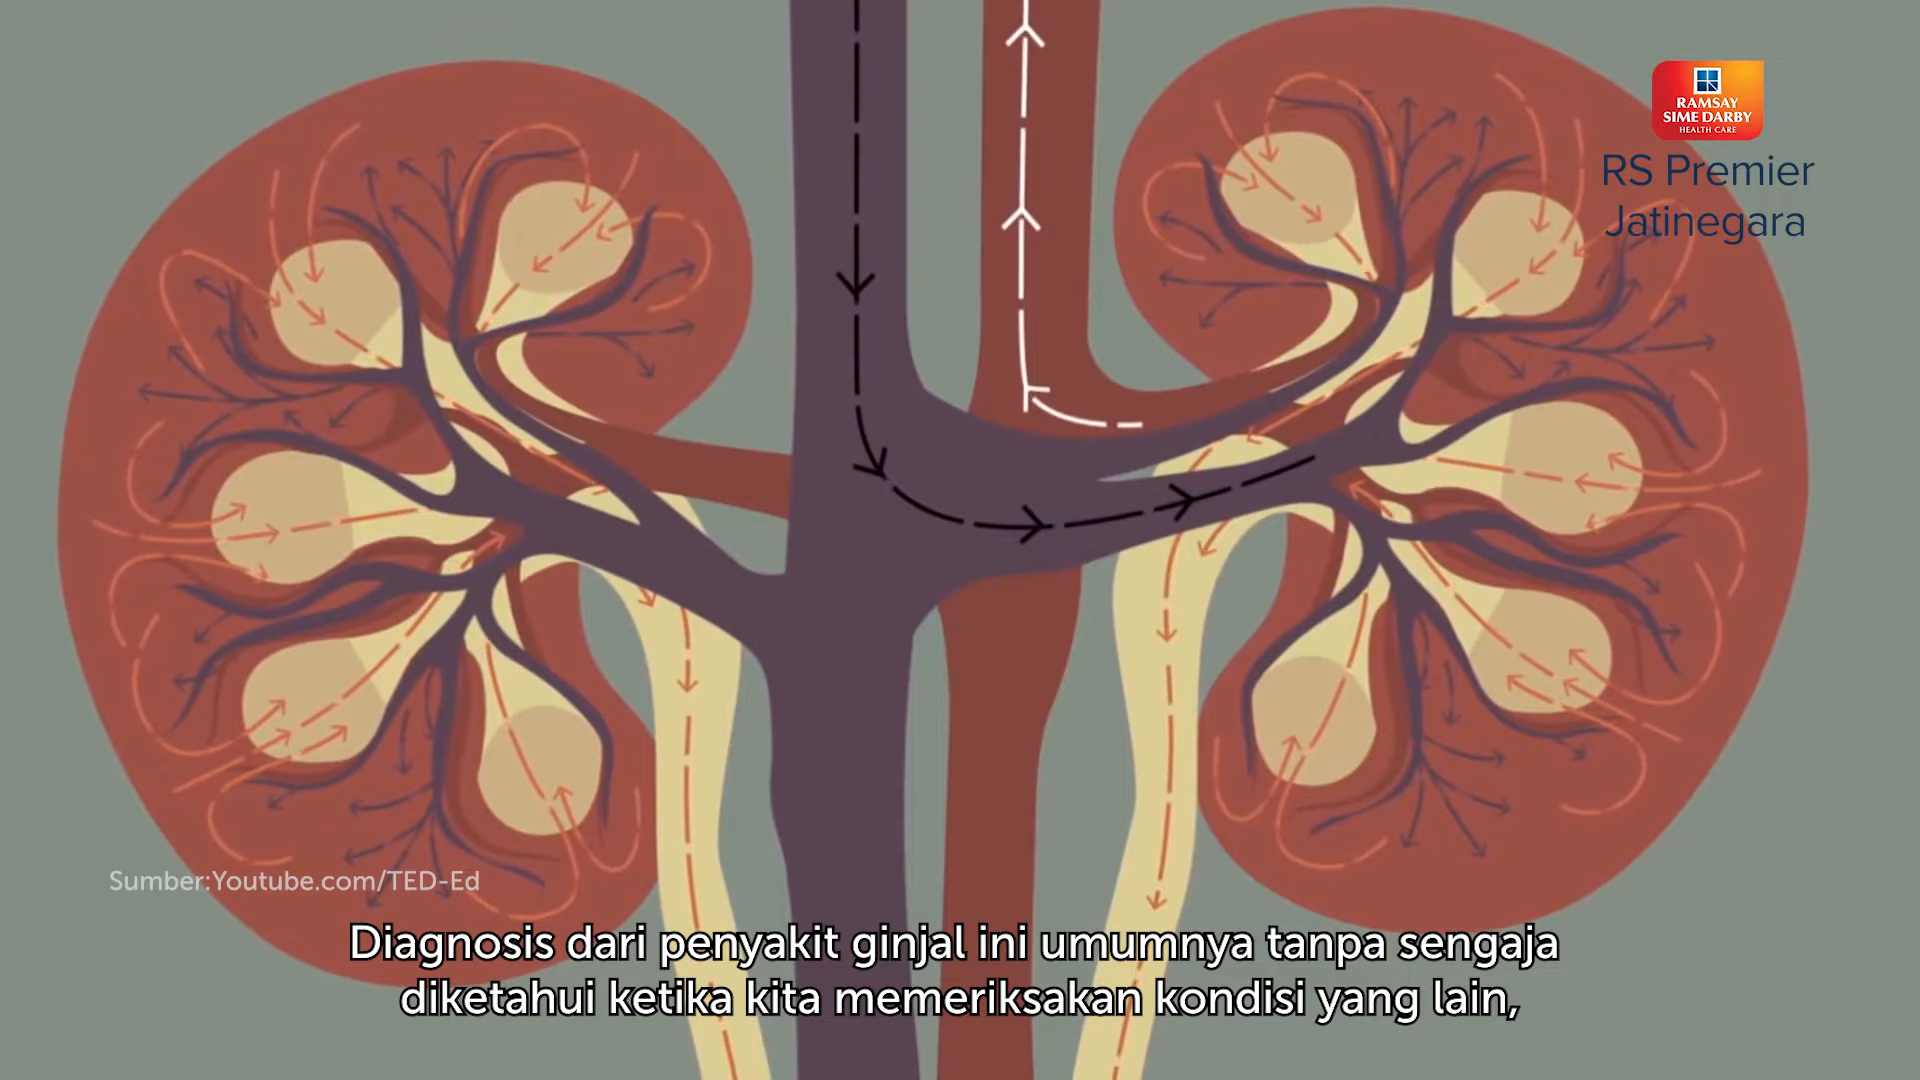 RAMSAY
SIME DARBY
HEALTH CARE
RS Premier
Jatinegara
Sumber:Youtube.com/TED-Ed
Diagnosis dari penyakit ginjal ini umumnya tanpa sengaja
diketahui ketika kita memeriksakan kondisi yang lain,